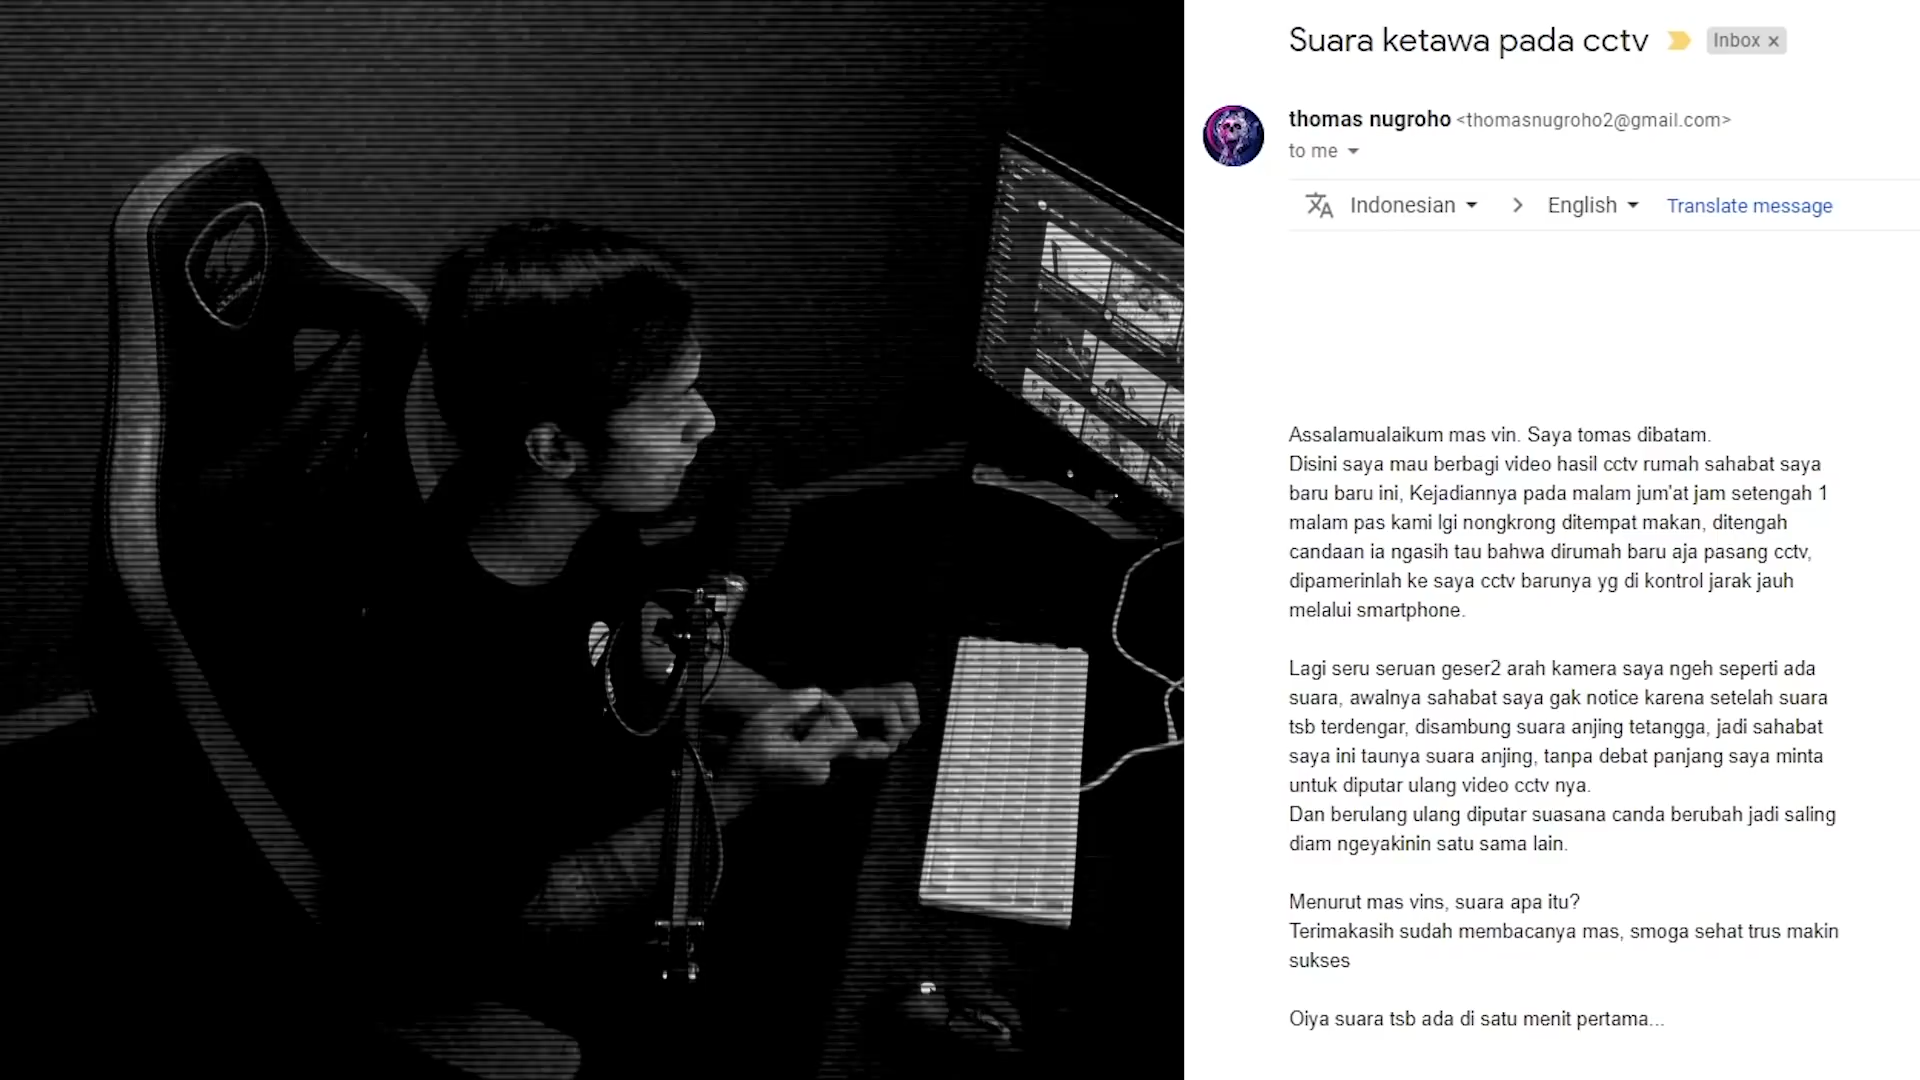 Suara ketawa pada cctv
Inbox x
thomas nugroho <thomasnugroho2@gmail.com>
to me
Indonesian > English Translate message
Assalamualaikum mas vin. Saya tomas dibatam.
Disini saya mau berbagi video hasil cctv rumah sahabat saya
baru baru ini, Kejadiannya pada malam jum'at jam setengah 1
malam pas kami lgi nongkrong ditempat makan, ditengah
candaan ia ngasih tau bahwa dirumah baru aja pasang cctv,
dipamerinlah ke saya cctv barunya yg di kontrol jarak jauh
melalui smartphone.
Lagi seru seruan geser2 arah kamera saya ngeh seperti ada
suara, awalnya sahabat saya gak notice karena setelah suara
tsb terdengar, disambung suara anjing tetangga, jadi sahabat
saya ini taunya suara anjing, tanpa debat panjang saya minta
untuk diputar ulang video cctv nya.
Dan berulang ulang diputar suasana canda berubah jadi saling
diam ngeyakinin satu sama lain.
Menurut mas vins, suara apa itu?
Terimakasih sudah membacanya mas, smoga sehat trus makin
sukses
Oiya suara tsb ada di satu menit pertama...